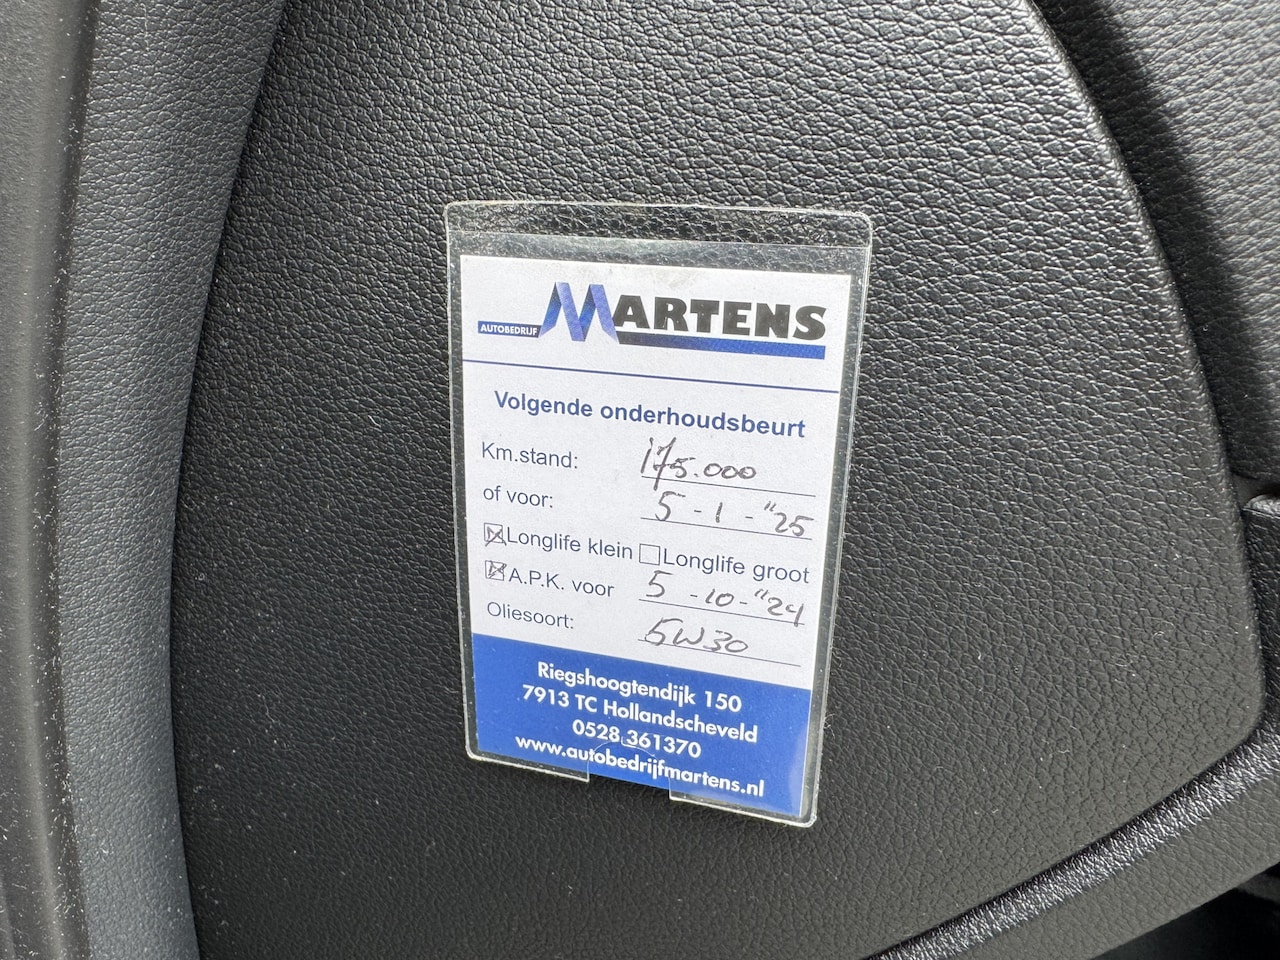 AUTOBEDRIJF MARTENS
Volgende onderhoudsbeurt
Km.stand: 175.000
of voor: 5-1-"25
Longlife klein Longlife groot
A.P.K. voor 5-10-"24
Oliesoort: 5W30
Riegshoogtendijk 150
7913 TC Hollandscheveld
0528 361370
www.autobedrijfmartens.nl